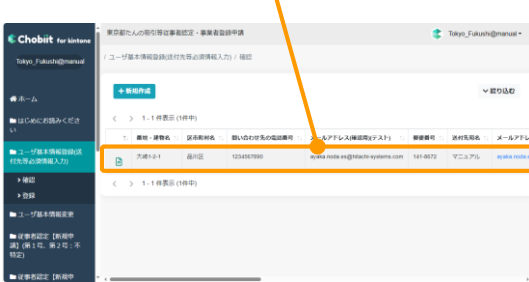 Chobiit for kintone
東京都たんの吸引等従事者認定・事業者登録申請
Tokyo_Fukushi@manual
Tokyo_Fukushi@manual
/ ユーザ基本情報登録(送付先等必須情報入力) / 確認
+ 新規作成
絞り込む
ホーム
はじめにお読みください
ユーザ基本情報登録(送付先等必須情報入力)
> 確認
> 登録
ユーザ基本情報変更
従事者認定【新規申請】(第1号、第2号:不特定)
従事者認定【新規申
< > 1 - 1 件表示 (1件中)
番地・建物名 区市町村名 問い合わせ先の電話番号 メールアドレス(確認用)(テスト) 郵便番号 送付先宛名 メールアドレ
大崎1-2-1 品川区 1234567890 ayaka.noda.es@hitachi-systems.com 141-8672 マニュアル ayaka.noda.e
< > 1 - 1 件表示 (1件中)